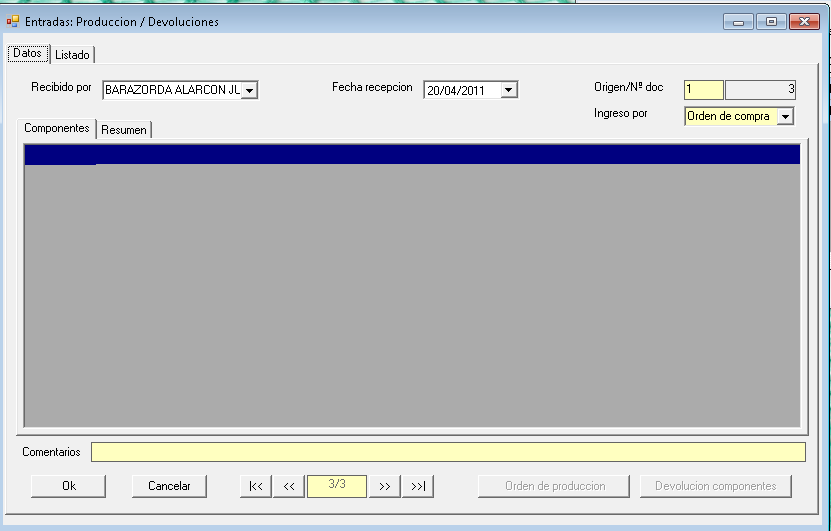 Entradas: Produccion / Devoluciones
Datos Listado
Recibido por BARAZORDA ALARCON JU Fecha recepcion 20/04/2011 Origen/Nº doc 1 3
Ingreso por Orden de compra
Componentes Resumen
Comentarios
Ok Cancelar |<< << 3/3 >> >>| Orden de produccion Devolucion componentes